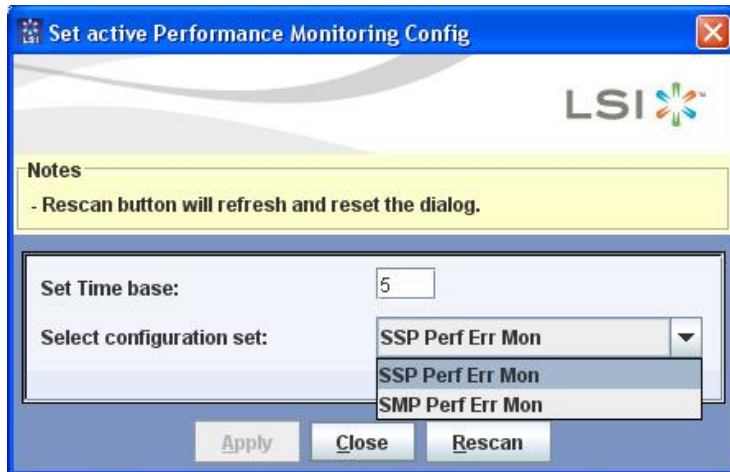 LSI Set active Performance Monitoring Config
LSI™
Notes
- Rescan button will refresh and reset the dialog.
Set Time base: 5
Select configuration set: SSP Perf Err Mon
SSP Perf Err Mon
SMP Perf Err Mon
Apply Close Rescan